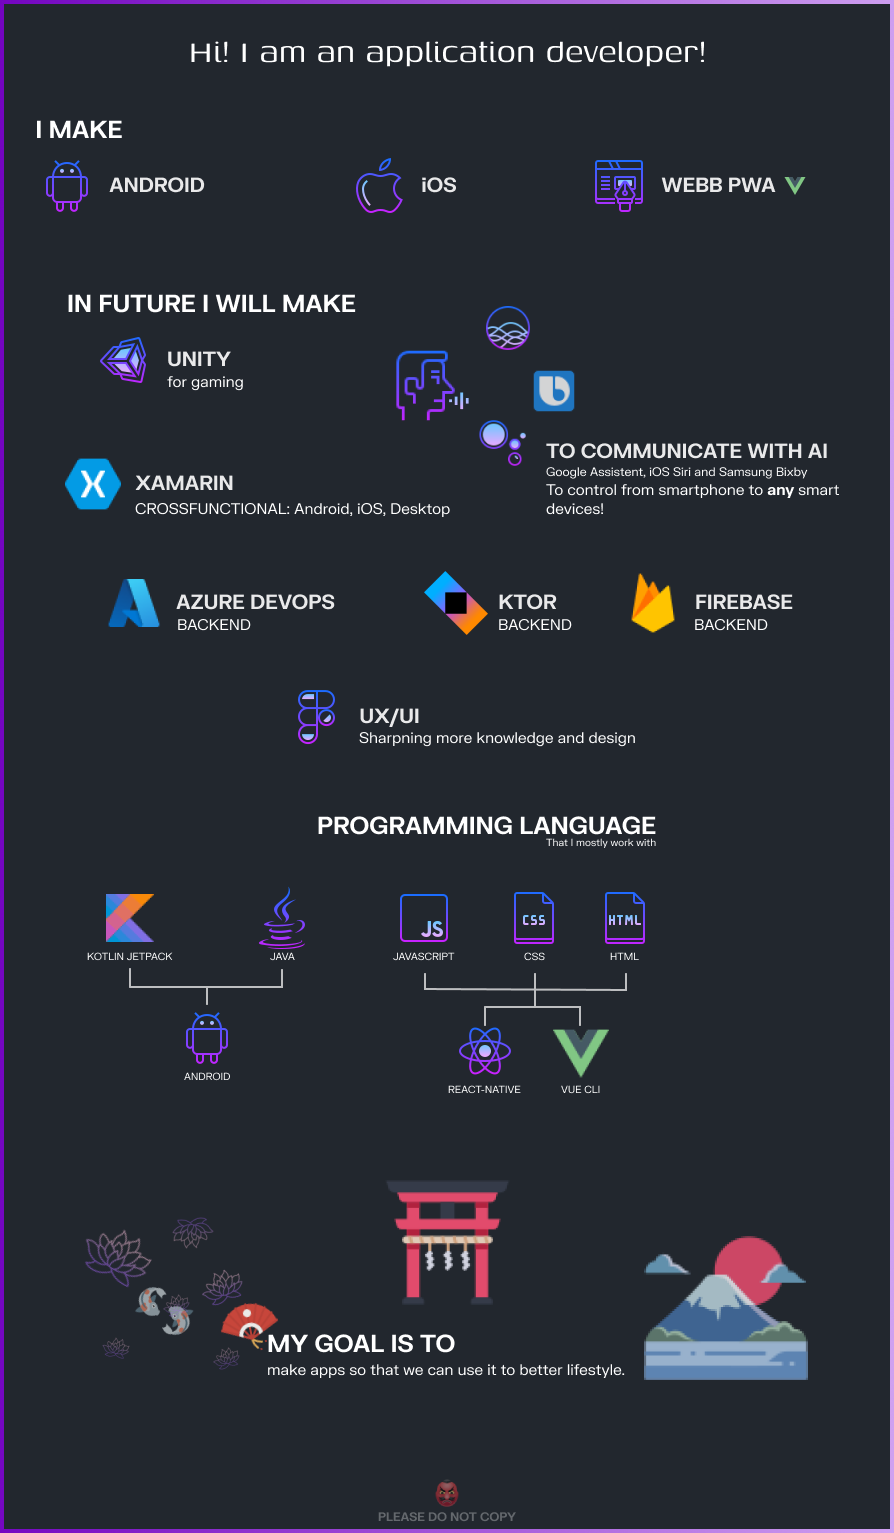 Hi! I am an application developer!
I MAKE
ANDROID
iOS
WEBB PWA
IN FUTURE I WILL MAKE
UNITY
for gaming
TO COMMUNICATE WITH AI
Google Assistent, iOS Siri and Samsung Bixby
To control from smartphone to any smart
devices!
XAMARIN
CROSSFUNCTIONAL: Android, iOS, Desktop
AZURE DEVOPS
BACKEND
KTOR
BACKEND
FIREBASE
BACKEND
UX/UI
Sharpning more knowledge and design
PROGRAMMING LANGUAGE
That I mostly work with
JS
CSS
HTML
KOTLIN JETPACK
JAVA
JAVASCRIPT
CSS
HTML
ANDROID
REACT-NATIVE
VUE CLI
MY GOAL IS TO
make apps so that we can use it to better lifestyle.
PLEASE DO NOT COPY